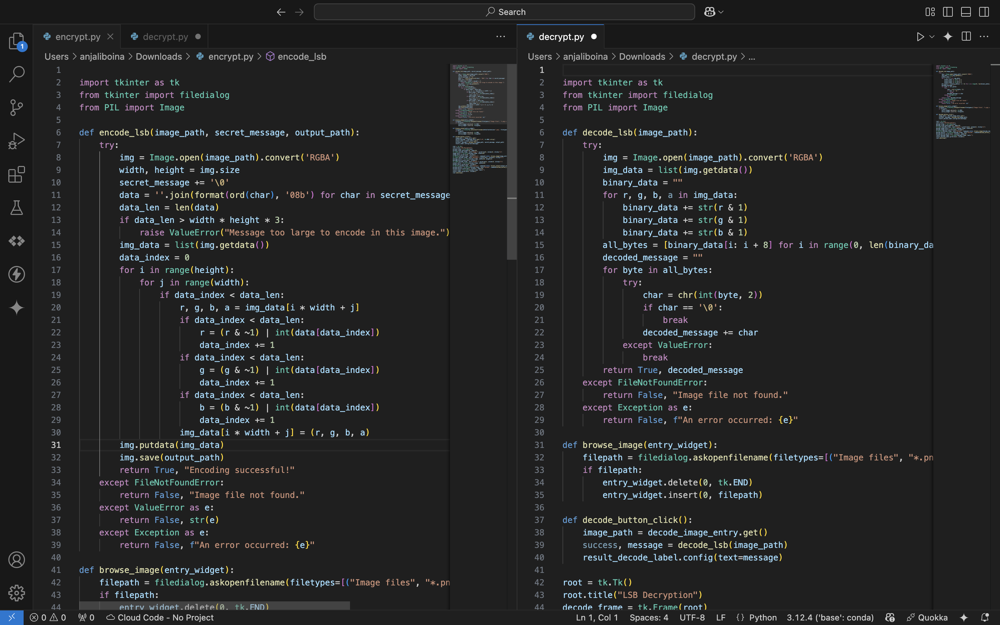 Search
encrypt.py
decrypt.py
Users > anjaliboina > Downloads > encrypt.py > encode_lsb
1
2 import tkinter as tk
3 from tkinter import filedialog
4 from PIL import Image
5
6 def encode_lsb(image_path, secret_message, output_path):
7     try:
8         img = Image.open(image_path).convert('RGBA')
9         width, height = img.size
10         secret_message += '\0'
11         data = ''.join(format(ord(char), '08b') for char in secret_message
12         data_len = len(data)
13         if data_len > width * height * 3:
14             raise ValueError("Message too large to encode in this image.")
15         img_data = list(img.getdata())
16         data_index = 0
17         for i in range(height):
18             for j in range(width):
19                 if data_index < data_len:
20                     r, g, b, a = img_data[i * width + j]
21                     if data_index < data_len:
22                         r = (r & ~1) | int(data[data_index])
23                         data_index += 1
24                     if data_index < data_len:
25                         g = (g & ~1) | int(data[data_index])
26                         data_index += 1
27                     if data_index < data_len:
28                         b = (b & ~1) | int(data[data_index])
29                         data_index += 1
30                     img_data[i * width + j] = (r, g, b, a)
31         img.putdata(img_data)
32         img.save(output_path)
33         return True, "Encoding successful!"
34     except FileNotFoundError:
35         return False, "Image file not found."
36     except ValueError as e:
37         return False, str(e)
38     except Exception as e:
39         return False, f"An error occurred: {e}"
40
41 def browse_image(entry_widget):
42     filepath = filedialog.askopenfilename(filetypes=[("Image files", "*.pn
43     if filepath:
44         entry_widget.delete(0, tk.END)
decrypt.py
Users > anjaliboina > Downloads > decrypt.py > ...
1
2 import tkinter as tk
3 from tkinter import filedialog
4 from PIL import Image
5
6 def decode_lsb(image_path):
7     try:
8         img = Image.open(image_path).convert('RGBA')
9         img_data = list(img.getdata())
10         binary_data = ""
11         for r, g, b, a in img_data:
12             binary_data += str(r & 1)
13             binary_data += str(g & 1)
14             binary_data += str(b & 1)
15         all_bytes = [binary_data[i: i + 8] for i in range(0, len(binary_da
16         decoded_message = ""
17         for byte in all_bytes:
18             try:
19                 char = chr(int(byte, 2))
20                 if char == '\0':
21                     break
22                 decoded_message += char
23             except ValueError:
24                 break
25         return True, decoded_message
26     except FileNotFoundError:
27         return False, "Image file not found."
28     except Exception as e:
29         return False, f"An error occurred: {e}"
30
31 def browse_image(entry_widget):
32     filepath = filedialog.askopenfilename(filetypes=[("Image files", "*.pn
33     if filepath:
34         entry_widget.delete(0, tk.END)
35         entry_widget.insert(0, filepath)
36
37 def decode_button_click():
38     image_path = decode_image_entry.get()
39     success, message = decode_lsb(image_path)
40     result_decode_label.config(text=message)
41
42 root = tk.Tk()
43 root.title("LSB Decryption")
44 decode_frame = tk.Frame(root)
1
0 0 0 Cloud Code - No Project Ln 1, Col 1 Spaces: 4 UTF-8 LF {} Python 3.12.4 ('base': conda) Quokka